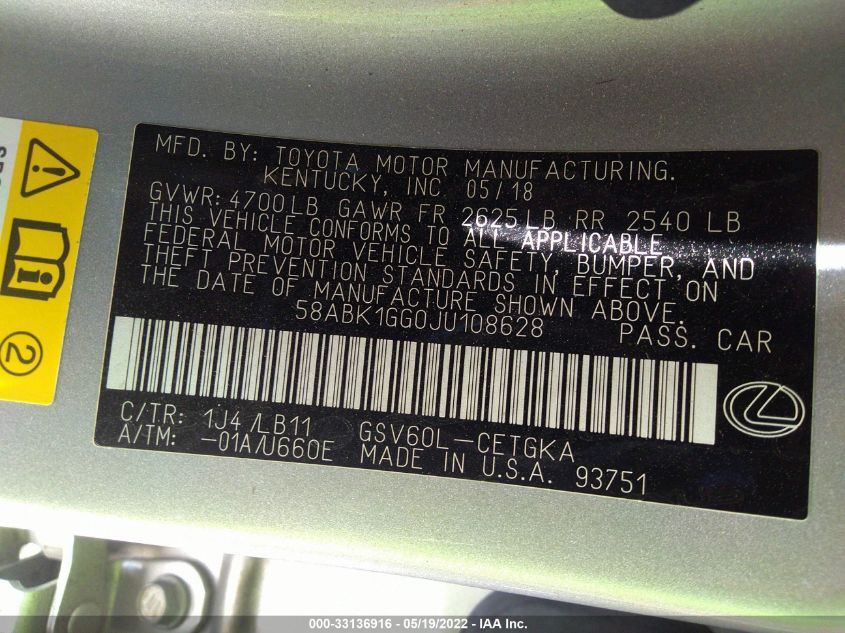 MFD. BY: TOYOTA MOTOR MANUFACTURING.
KENTUCKY, INC. 05/18
GVWR: 4700LB GAWR FR 2625LB RR 2540 LB
THIS VEHICLE CONFORMS TO ALL APPLICABLE
FEDERAL MOTOR VEHICLE SAFETY, BUMPER, AND
THEFT PREVENTION STANDARDS IN EFFECT ON
THE DATE OF MANUFACTURE SHOWN ABOVE.
58ABK1GG0JU108628 PASS. CAR
C/TR: 1J4 /LB11 GSV60L-CETGKA
A/TM: -01A/U660E MADE IN U.S.A. 93751
2
000-33136916 - 05/19/2022 - IAA Inc.